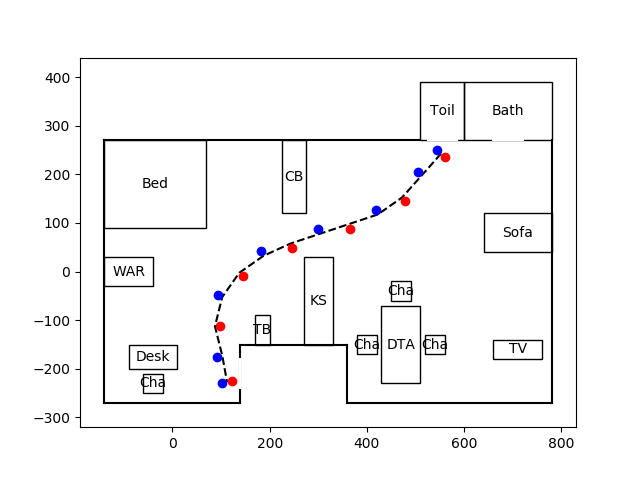 400
300
200
100
0
−100
−200
−300
0
200
400
600
800
Toil
Bath
Bed
CB
Sofa
WAR
Cha
KS
TB
Cha
DTA
Cha
TV
Desk
Cha